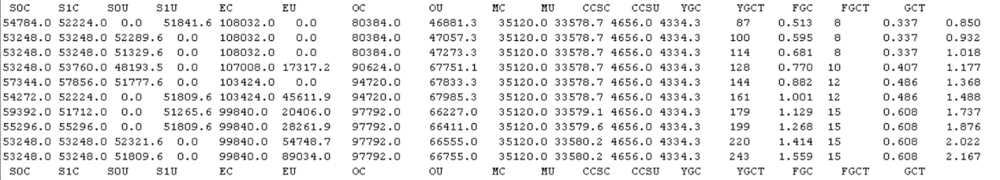 S0C S1C S0U S1U EC EU OC OU MC MU CCSC CCSU YGC YGCT FGC FGCT GCT
54784.0 52224.0 0.0 51841.6 108032.0 0.0 80384.0 46881.3 35120.0 33578.7 4656.0 4334.3 87 0.513 8 0.337 0.850
53248.0 53248.0 52289.6 0.0 108032.0 0.0 80384.0 47057.3 35120.0 33578.7 4656.0 4334.3 100 0.595 8 0.337 0.932
53248.0 53248.0 51329.6 0.0 108032.0 0.0 80384.0 47273.3 35120.0 33578.7 4656.0 4334.3 114 0.681 8 0.337 1.018
53248.0 53760.0 48193.5 0.0 107008.0 17317.2 90624.0 67751.1 35120.0 33578.7 4656.0 4334.3 128 0.770 10 0.407 1.177
57344.0 57856.0 51777.6 0.0 103424.0 0.0 94720.0 67833.3 35120.0 33578.7 4656.0 4334.3 144 0.882 12 0.486 1.368
54272.0 52224.0 0.0 51809.6 103424.0 45611.9 94720.0 67985.3 35120.0 33578.7 4656.0 4334.3 161 1.001 12 0.486 1.488
59392.0 51712.0 0.0 51265.6 99840.0 20406.0 97792.0 66227.0 35120.0 33579.1 4656.0 4334.3 179 1.129 15 0.608 1.737
55296.0 55296.0 0.0 51809.6 99840.0 28261.9 97792.0 66411.0 35120.0 33579.6 4656.0 4334.3 199 1.268 15 0.608 1.876
53248.0 53248.0 52321.6 0.0 99840.0 54748.7 97792.0 66555.0 35120.0 33580.2 4656.0 4334.3 220 1.414 15 0.608 2.022
53248.0 53248.0 51809.6 0.0 99840.0 89034.0 97792.0 66755.0 35120.0 33580.2 4656.0 4334.3 243 1.559 15 0.608 2.167
S0C S1C S0U S1U EC EU OC OU MC MU CCSC CCSU YGC YGCT FGC FGCT GCT